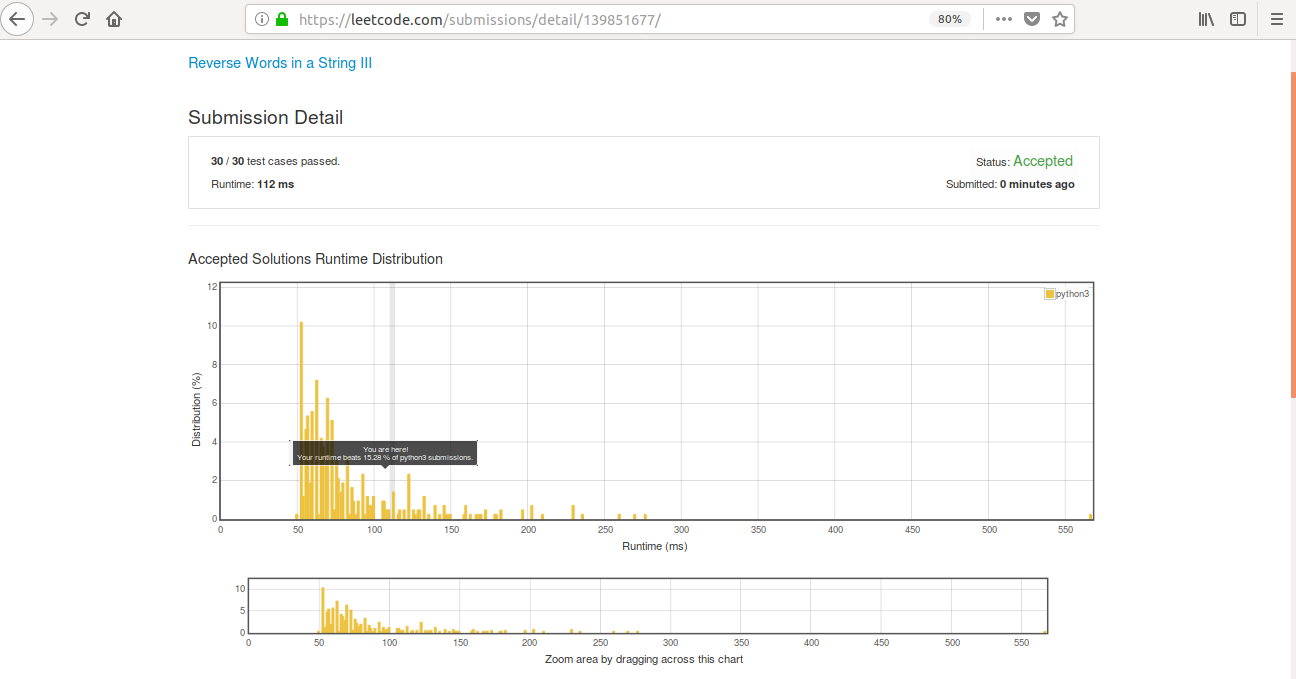 https://leetcode.com/submissions/detail/139851677/ 80%
Reverse Words in a String III
Submission Detail
30 / 30 test cases passed.
Status: Accepted
Runtime: 112 ms
Submitted: 0 minutes ago
Accepted Solutions Runtime Distribution
python3
Distribution (%)
12
10
8
6
4
2
0
You are here!
Your runtime beats 15.28 % of python3 submissions.
0 50 100 150 200 250 300 350 400 450 500 550
Runtime (ms)
10
5
0
0 50 100 150 200 250 300 350 400 450 500 550
Zoom area by dragging across this chart